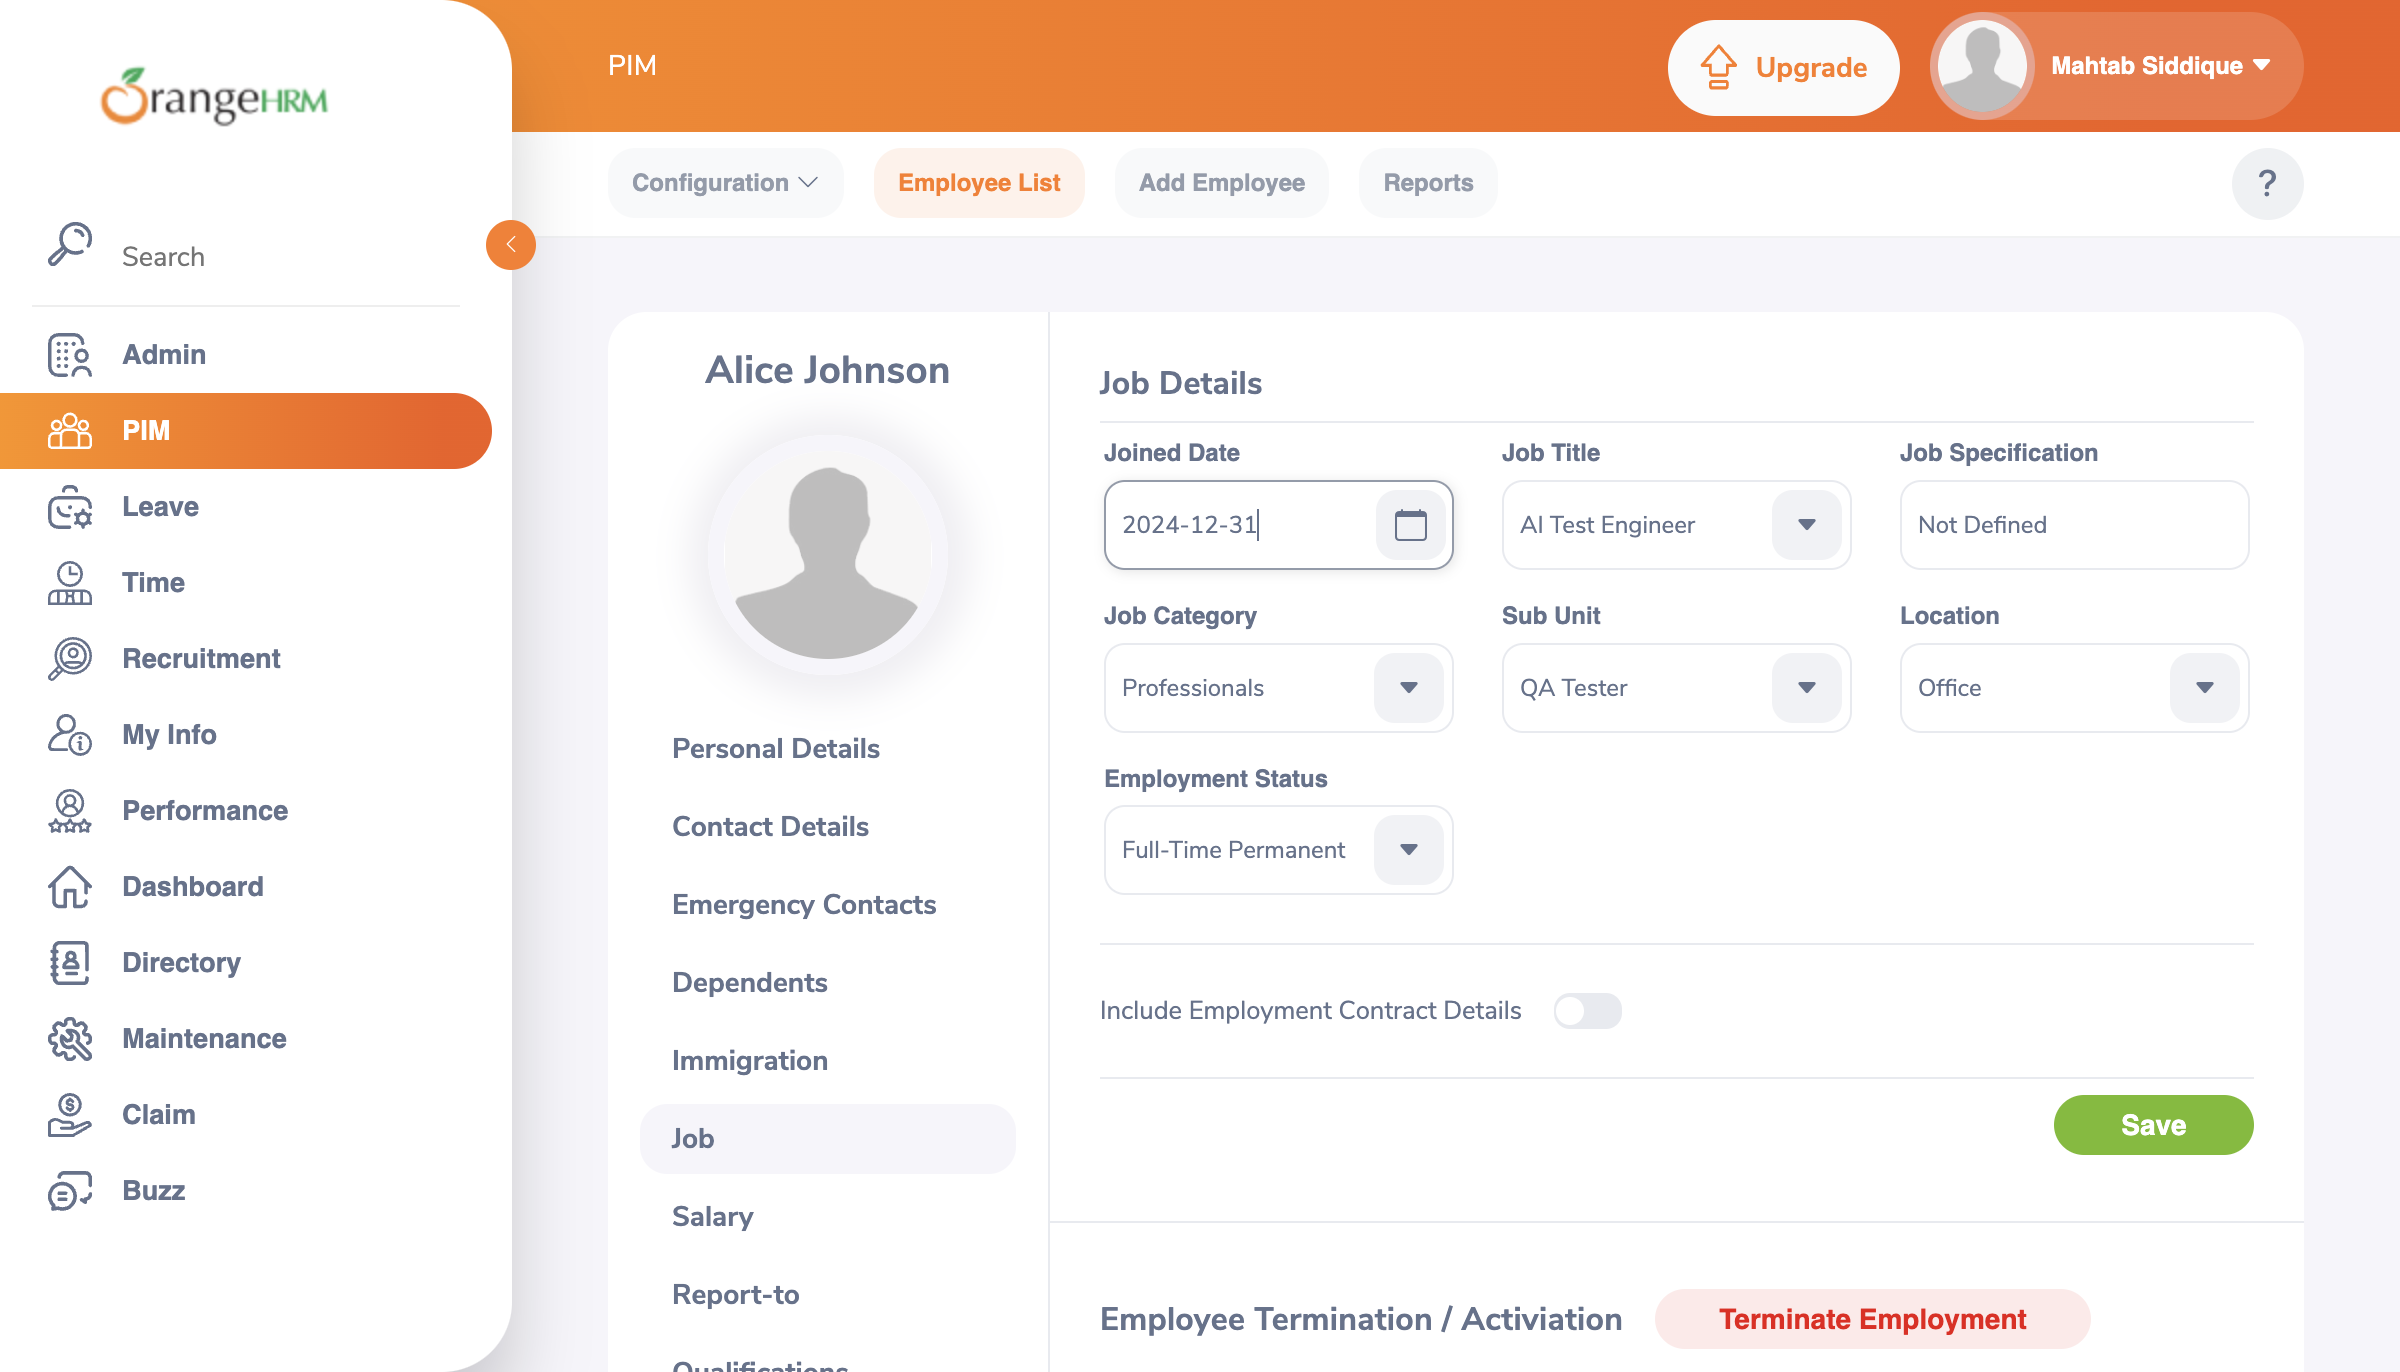 OrangeHRM
Search
Admin
PIM
Leave
Time
Recruitment
My Info
Performance
Dashboard
Directory
Maintenance
Claim
Buzz
PIM
Upgrade
Mahtab Siddique
Configuration
Employee List
Add Employee
Reports
?
Alice Johnson
Personal Details
Contact Details
Emergency Contacts
Dependents
Immigration
Job
Salary
Report-to
Qualifications
Job Details
Joined Date
Job Title
Job Specification
2024-12-31
AI Test Engineer
Not Defined
Job Category
Sub Unit
Location
Professionals
QA Tester
Office
Employment Status
Full-Time Permanent
Include Employment Contract Details
Save
Employee Termination / Activiation
Terminate Employment